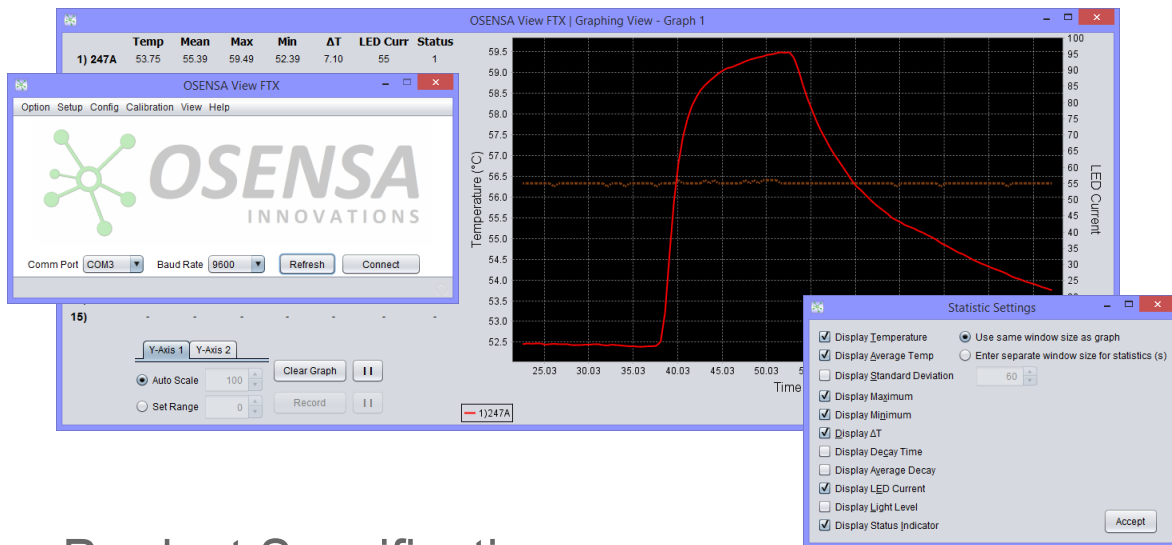 OSENSA View FTX | Graphing View - Graph 1
Temp Mean Max Min ΔT LED Curr Status
1) 247A 53.75 55.39 59.49 52.39 7.10 55 1
OSENSA View FTX
Option Setup Config Calibration View Help
OSENSA
INNOVATIONS
Comm Port COM3 Baud Rate 9600 Refresh Connect
15) - - - - - - -
Y-Axis 1 Y-Axis 2
Auto Scale 100 Clear Graph
Set Range 0 Record
Temperature (°C)
59.5
59.0
58.5
58.0
57.5
57.0
56.5
56.0
55.5
55.0
54.5
54.0
53.5
53.0
52.5
25.03 30.03 35.03 40.03 45.03 50.03
Time
1)247A
100
95
90
85
80
75
70
65
60
55
50
45
40
35
30
25
LED Current
Statistic Settings
Display Temperature Use same window size as graph
Display Average Temp Enter separate window size for statistics (s)
Display Standard Deviation 60
Display Maximum
Display Minimum
Display ΔT
Display Decay Time
Display Average Decay
Display LED Current
Display Light Level
Display Status Indicator
Accept